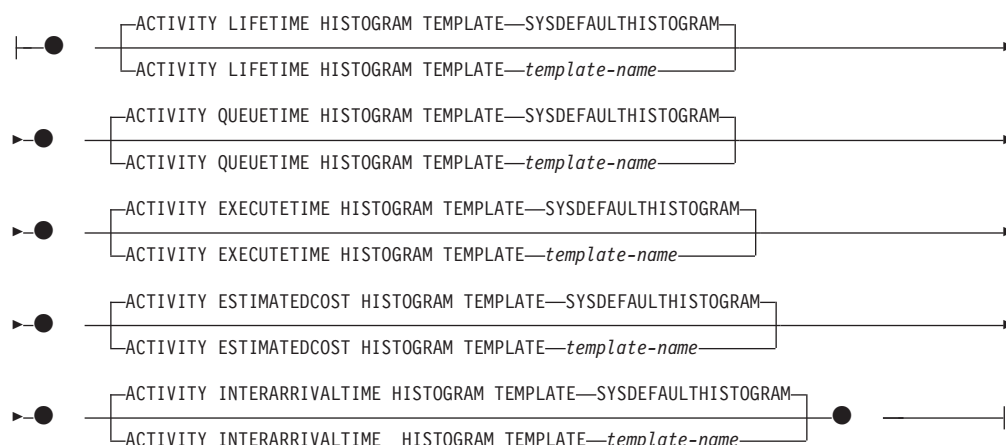 ACTIVITY LIFETIME HISTOGRAM TEMPLATE—SYSDEFAULTHISTOGRAM
ACTIVITY LIFETIME HISTOGRAM TEMPLATE—template-name
ACTIVITY QUEUETIME HISTOGRAM TEMPLATE—SYSDEFAULTHISTOGRAM
ACTIVITY QUEUETIME HISTOGRAM TEMPLATE—template-name
ACTIVITY EXECUTETIME HISTOGRAM TEMPLATE—SYSDEFAULTHISTOGRAM
ACTIVITY EXECUTETIME HISTOGRAM TEMPLATE—template-name
ACTIVITY ESTIMATEDCOST HISTOGRAM TEMPLATE—SYSDEFAULTHISTOGRAM
ACTIVITY ESTIMATEDCOST HISTOGRAM TEMPLATE—template-name
ACTIVITY INTERARRIVALTIME HISTOGRAM TEMPLATE—SYSDEFAULTHISTOGRAM
ACTIVITY INTERARRIVALTIME HISTOGRAM TEMPLATE—template-name